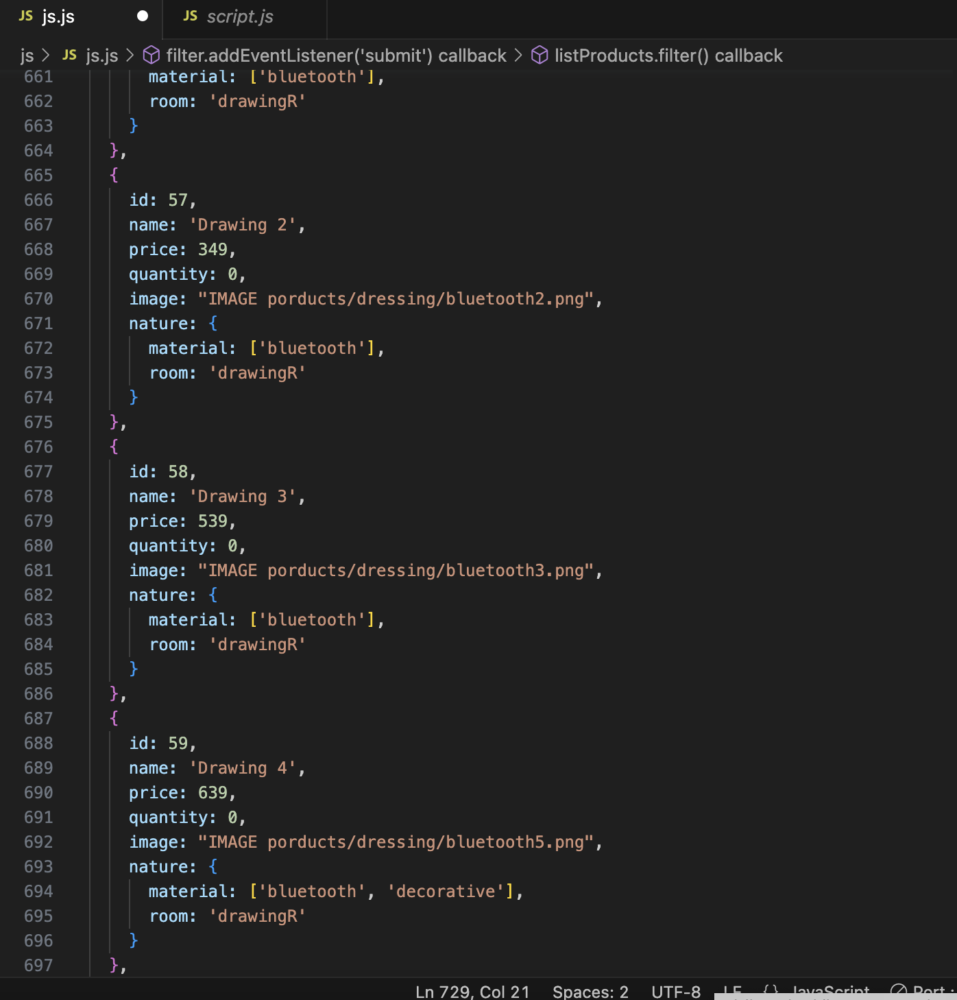 JS js.js ● JS script.js
js > JS js.js > filter.addEventListener('submit') callback > listProducts.filter() callback
661 material: ['bluetooth'],
662 room: 'drawingR'
663 }
664 },
665 {
666 id: 57,
667 name: 'Drawing 2',
668 price: 349,
669 quantity: 0,
670 image: "IMAGE porducts/dressing/bluetooth2.png",
671 nature: {
672 material: ['bluetooth'],
673 room: 'drawingR'
674 }
675 },
676 {
677 id: 58,
678 name: 'Drawing 3',
679 price: 539,
680 quantity: 0,
681 image: "IMAGE porducts/dressing/bluetooth3.png",
682 nature: {
683 material: ['bluetooth'],
684 room: 'drawingR'
685 }
686 },
687 {
688 id: 59,
689 name: 'Drawing 4',
690 price: 639,
691 quantity: 0,
692 image: "IMAGE porducts/dressing/bluetooth5.png",
693 nature: {
694 material: ['bluetooth', 'decorative'],
695 room: 'drawingR'
696 }
697 },
Ln 729, Col 21 Spaces: 2 UTF-8 LF {} JavaScript Port :